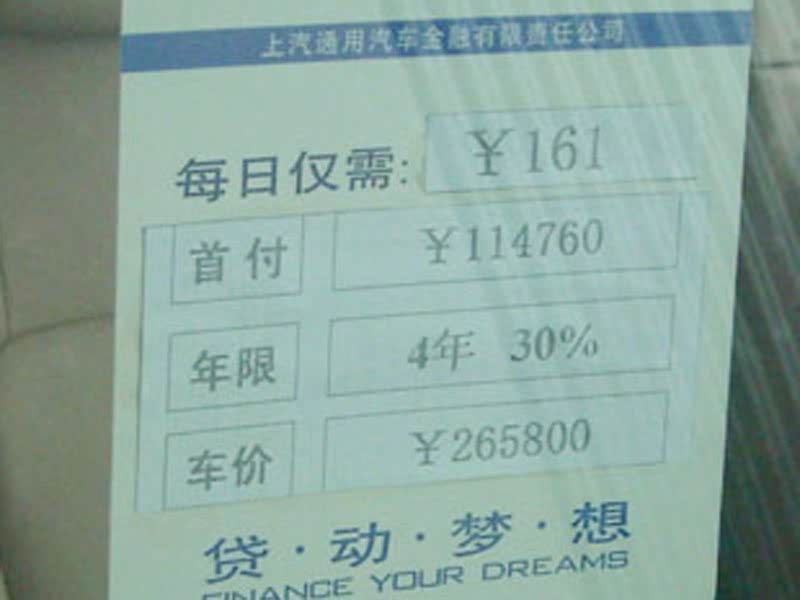 上汽通用汽车金融有限责任公司
每日仅需: ￥161
首付 ￥114760
年限 4年 30%
车价 ￥265800
贷·动·梦·想
FINANCE YOUR DREAMS